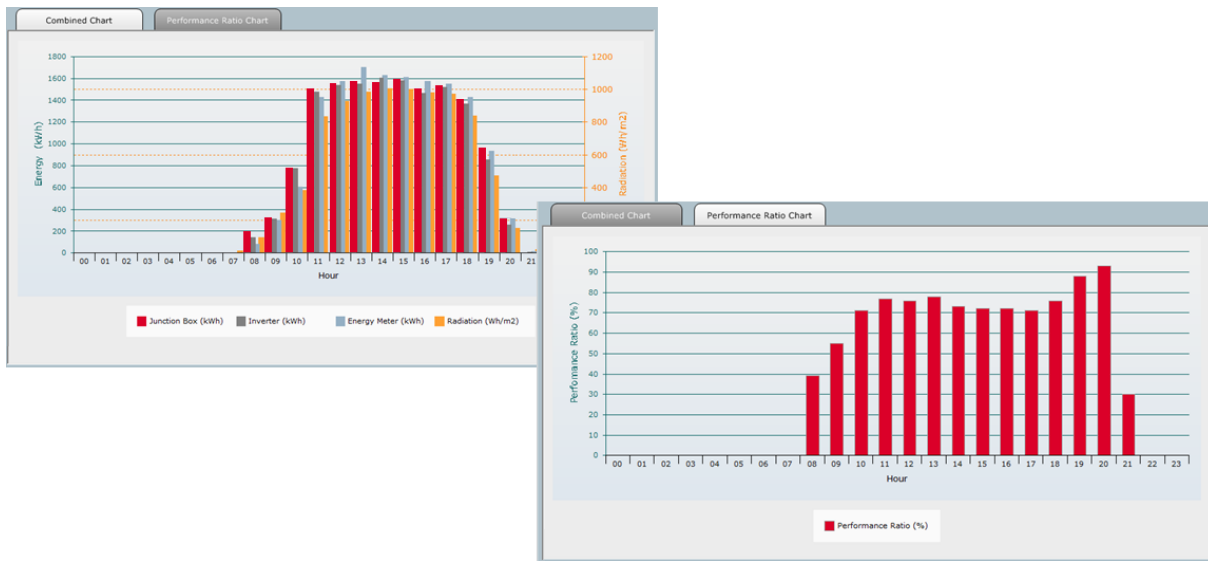 Combined Chart
Performance Ratio Chart
1800
1600
1400
1200
1000
800
600
400
200
0
Energy (kW/h)
1200
1000
800
600
400
Radiation (Wh/m2)
00 01 02 03 04 05 06 07 08 09 10 11 12 13 14 15 16 17 18 19 20 21
Hour
Junction Box (kWh) Inverter (kWh) Energy Meter (kWh) Radiation (Wh/m2)
Combined Chart
Performance Ratio Chart
100
90
80
70
60
50
40
30
20
10
0
Perfomance Ratio (%)
00 01 02 03 04 05 06 07 08 09 10 11 12 13 14 15 16 17 18 19 20 21 22 23
Hour
Performance Ratio (%)